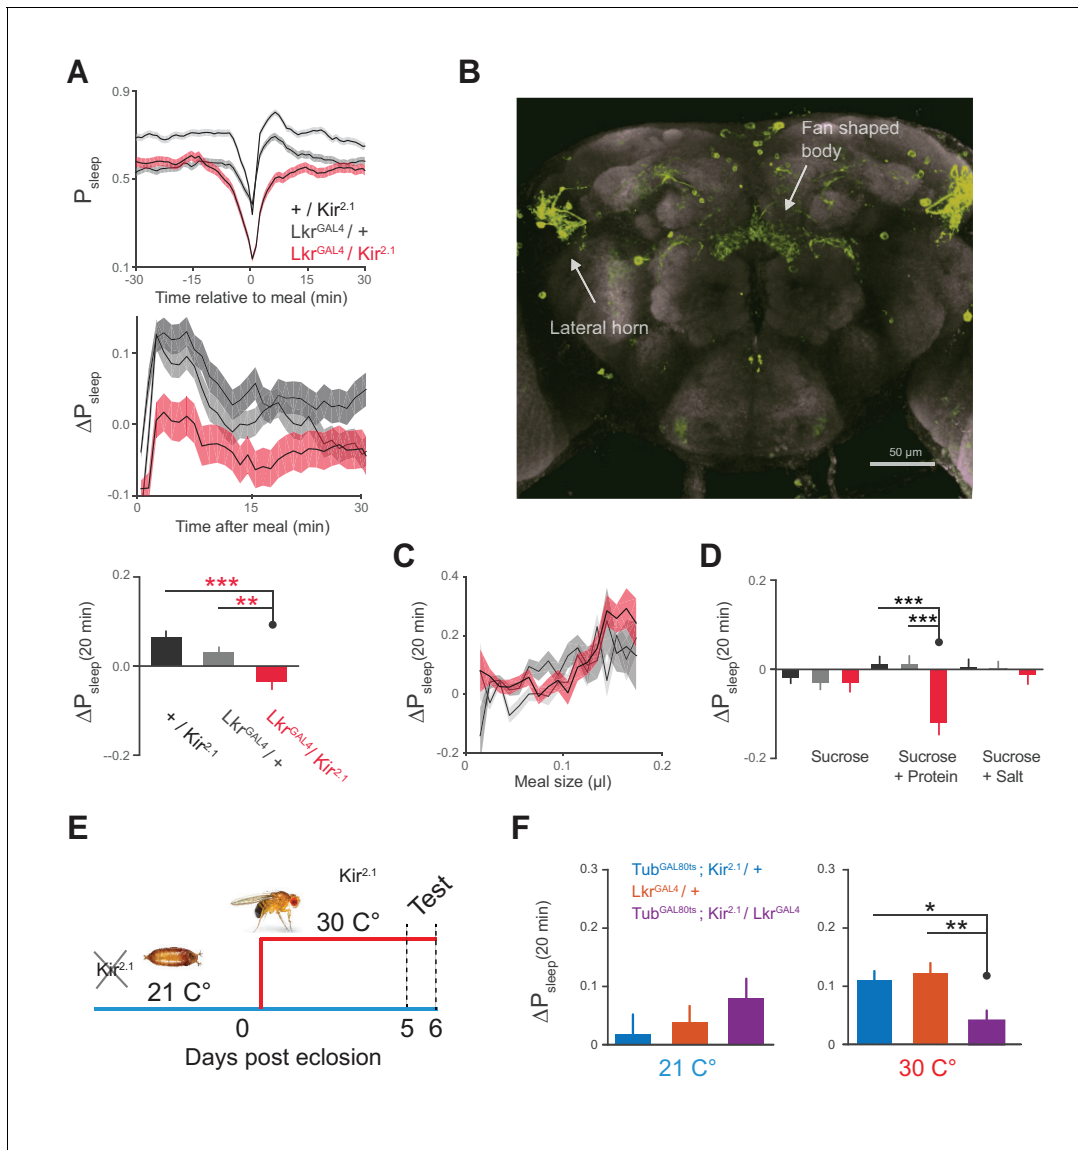 A
0.9
0.5
0.1
P sleep
+ / Kir2.1
LkrGAL4 / +
LkrGAL4 / Kir2.1
-30 -15 0 15 30
Time relative to meal (min)
0.1
0.0
-0.1
ΔP sleep
0 15 30
Time after meal (min)
0.2
0.0
--0.2
ΔP sleep (20 min)
***
**
+ / Kir2.1
LkrGAL4 / +
LkrGAL4 / Kir2.1
B
Fan shaped
body
Lateral horn
50 µm
C
0.4
0.2
0
-0.2
ΔP sleep (20 min)
0 0.1 0.2
Meal size (µl)
D
0.2
0
-0.2
ΔP sleep (20 min)
***
***
Sucrose
Sucrose
+ Protein
Sucrose
+ Salt
E
Kir2.1
Test
30 C°
Kir2.1
21 C°
0 5 6
Days post eclosion
F
0.3
0.2
0.1
0
ΔP sleep (20 min)
TubGAL80ts ; Kir2.1 / +
LkrGAL4 / +
TubGAL80ts ; Kir2.1 / LkrGAL4
21 C°
0.3
0.2
0.1
0
*
**
30 C°